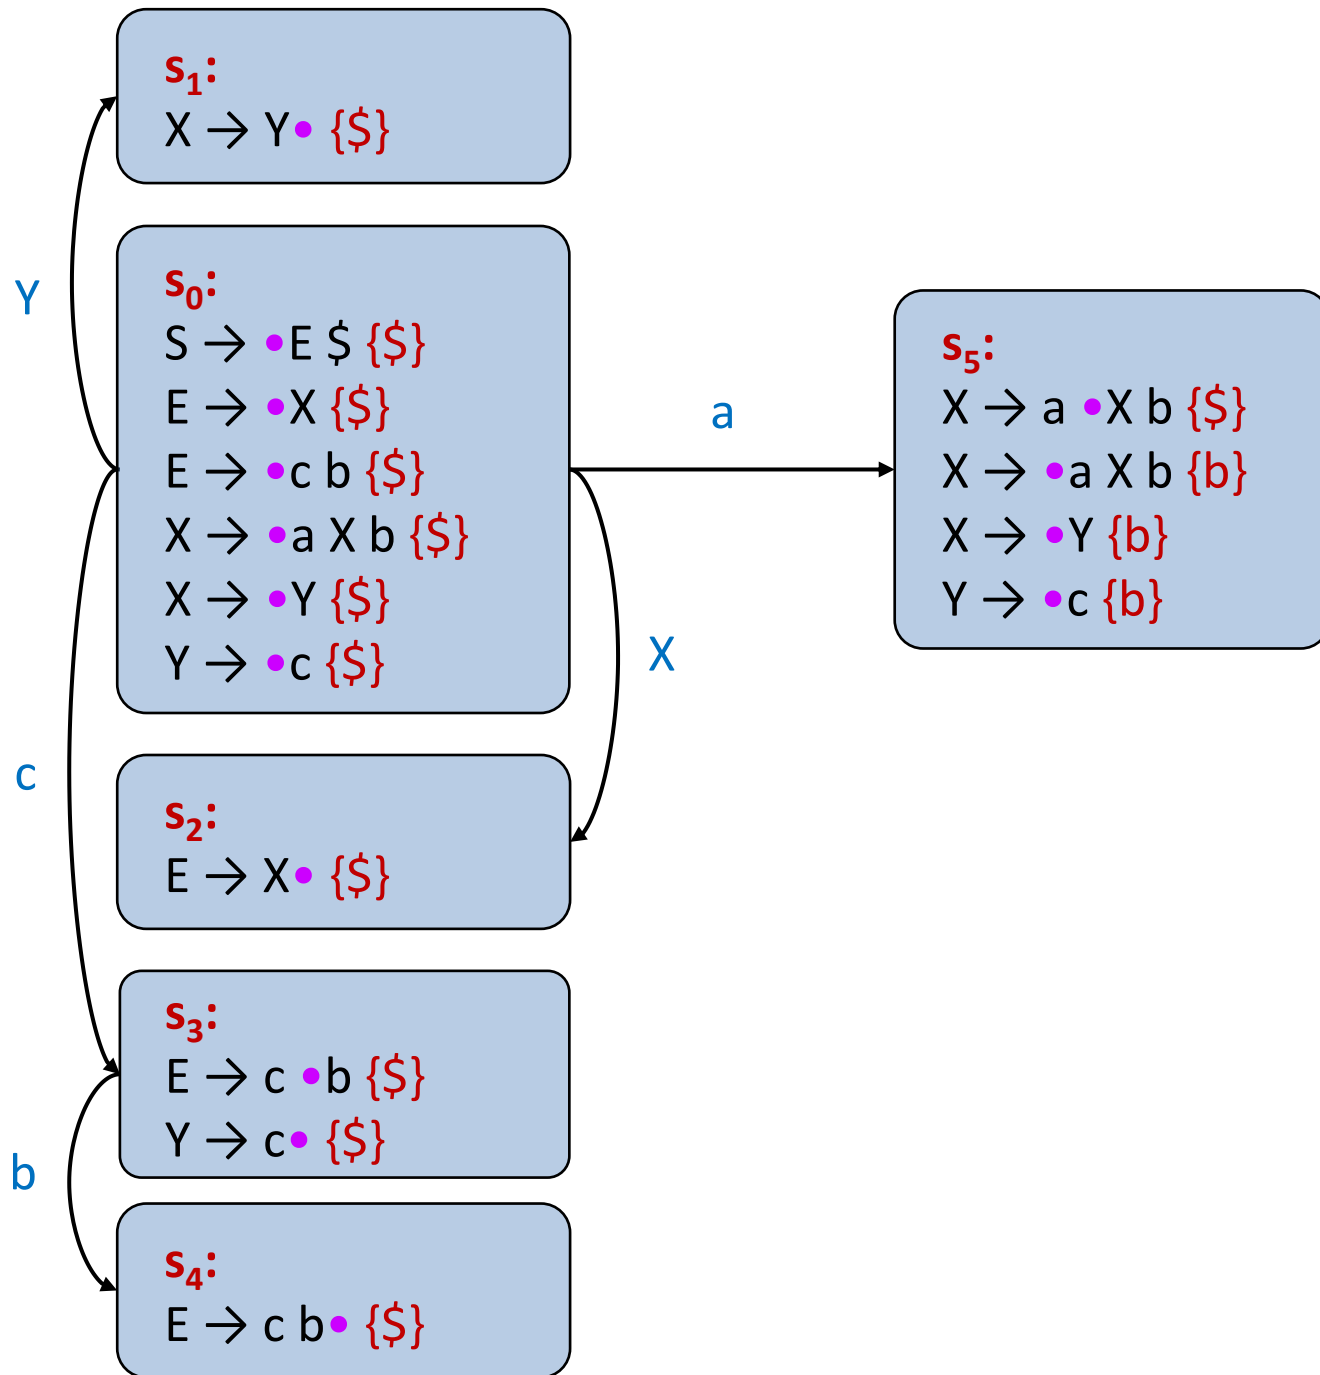 s₁:
X → Y• {$}
Y
s₀:
S → •E $ {$}
E → •X {$}
E → •c b {$}
X → •a X b {$}
X → •Y {$}
Y → •c {$}
a
X
s₅:
X → a •X b {$}
X → •a X b {b}
X → •Y {b}
Y → •c {b}
c
s₂:
E → X• {$}
s₃:
E → c •b {$}
Y → c• {$}
b
s₄:
E → c b• {$}